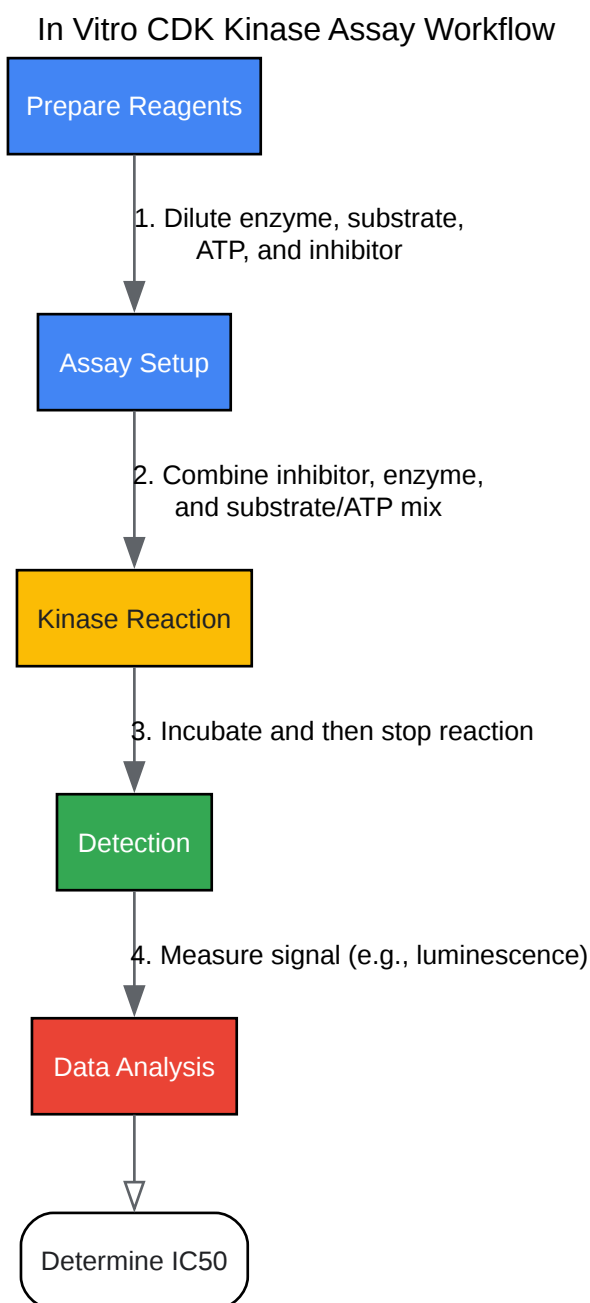 In Vitro CDK Kinase Assay Workflow
Prepare Reagents
1. Dilute enzyme, substrate,
ATP, and inhibitor
Assay Setup
2. Combine inhibitor, enzyme,
and substrate/ATP mix
Kinase Reaction
3. Incubate and then stop reaction
Detection
4. Measure signal (e.g., luminescence)
Data Analysis
Determine IC50